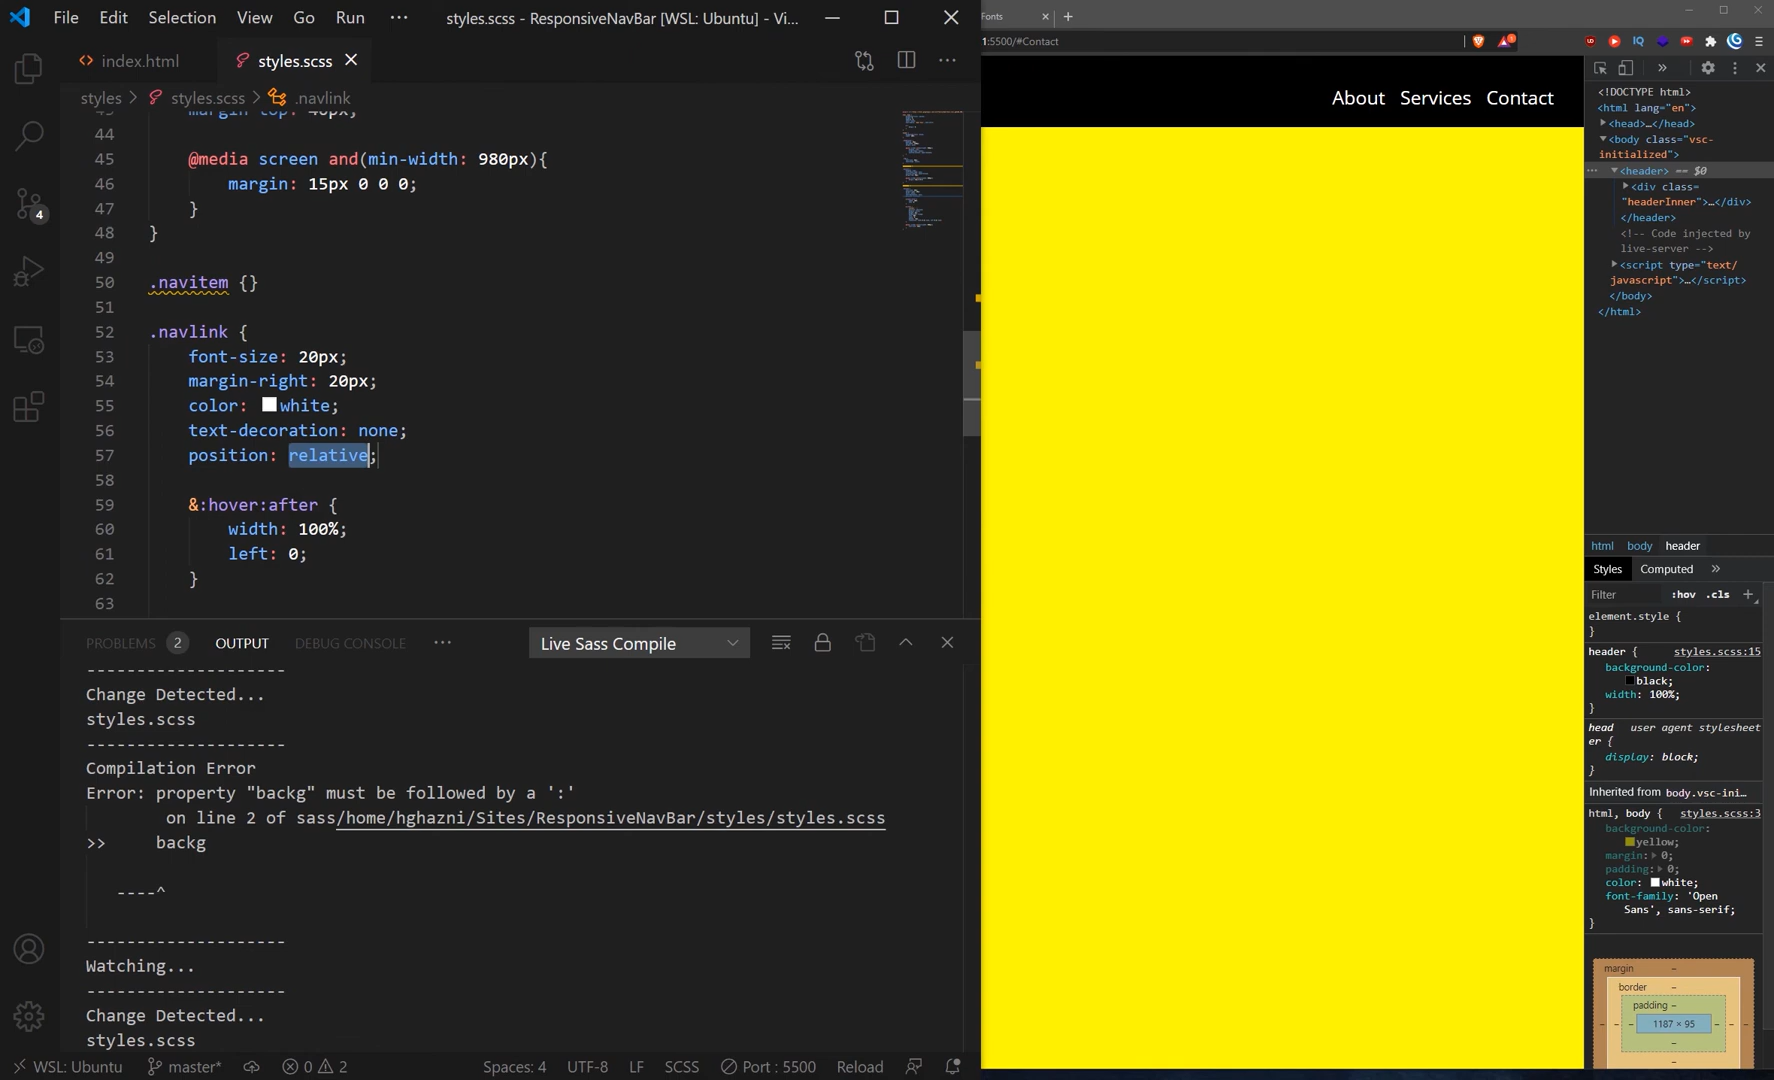 File Edit Selection View Go Run ··· styles.scss - ResponsiveNavBar [WSL: Ubuntu] - Vi...
index.html styles.scss
styles > styles.scss > .navlink
44
45 @media screen and(min-width: 980px){
46 margin: 15px 0 0 0;
47 }
48 }
49
50 .navitem {}
51
52 .navlink {
53 font-size: 20px;
54 margin-right: 20px;
55 color: white;
56 text-decoration: none;
57 position: relative;
58
59 &:hover:after {
60 width: 100%;
61 left: 0;
62 }
63
PROBLEMS 2 OUTPUT DEBUG CONSOLE ··· Live Sass Compile
--------------------
Change Detected...
styles.scss
--------------------
Compilation Error
Error: property "backg" must be followed by a ':'
on line 2 of sass/home/hghazni/Sites/ResponsiveNavBar/styles/styles.scss
>> backg
----^
--------------------
Watching...
--------------------
Change Detected...
styles.scss
WSL: Ubuntu master* 0 2 Spaces: 4 UTF-8 LF SCSS Port : 5500 Reload
4
Fonts
1:5500/#Contact
About Services Contact
<!DOCTYPE html>
<html lang="en">
<head>…</head>
<body class="vsc-
initialized">
<header> == $0
<div class=
"headerInner">…</div>
</header>
<!-- Code injected by
live-server -->
<script type="text/
javascript">…</script>
</body>
</html>
html body header
Styles Computed »
Filter :hov .cls +
element.style {
}
header { styles.scss:15
background-color:
black;
width: 100%;
}
head user agent stylesheet
er {
display: block;
}
Inherited from body.vsc-ini…
html, body { styles.scss:3
background-color:
yellow;
margin: 0;
padding: 0;
color: white;
font-family: 'Open
Sans', sans-serif;
}
margin –
border –
padding –
1187 × 95